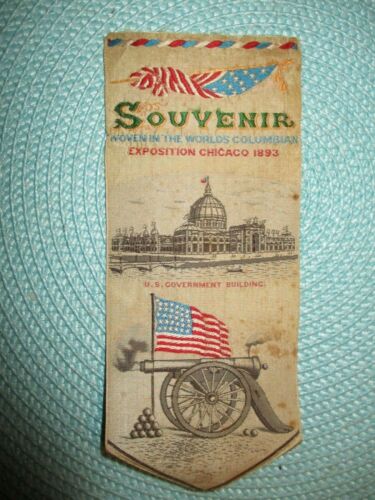 SOUVENIR
WOVEN IN THE WORLDS COLUMBIAN
EXPOSITION CHICAGO 1893
U.S. GOVERNMENT BUILDING.